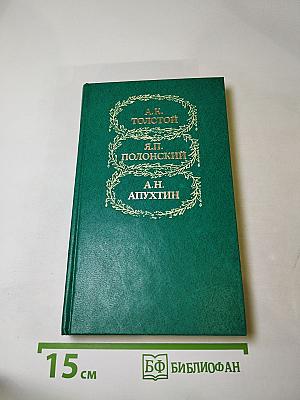 А.К.
ТОЛСТОЙ
Я.П.
ПОЛОНСКИЙ
А.Н.
АПУХТИН
15 см
БФ БИБЛИОФАН